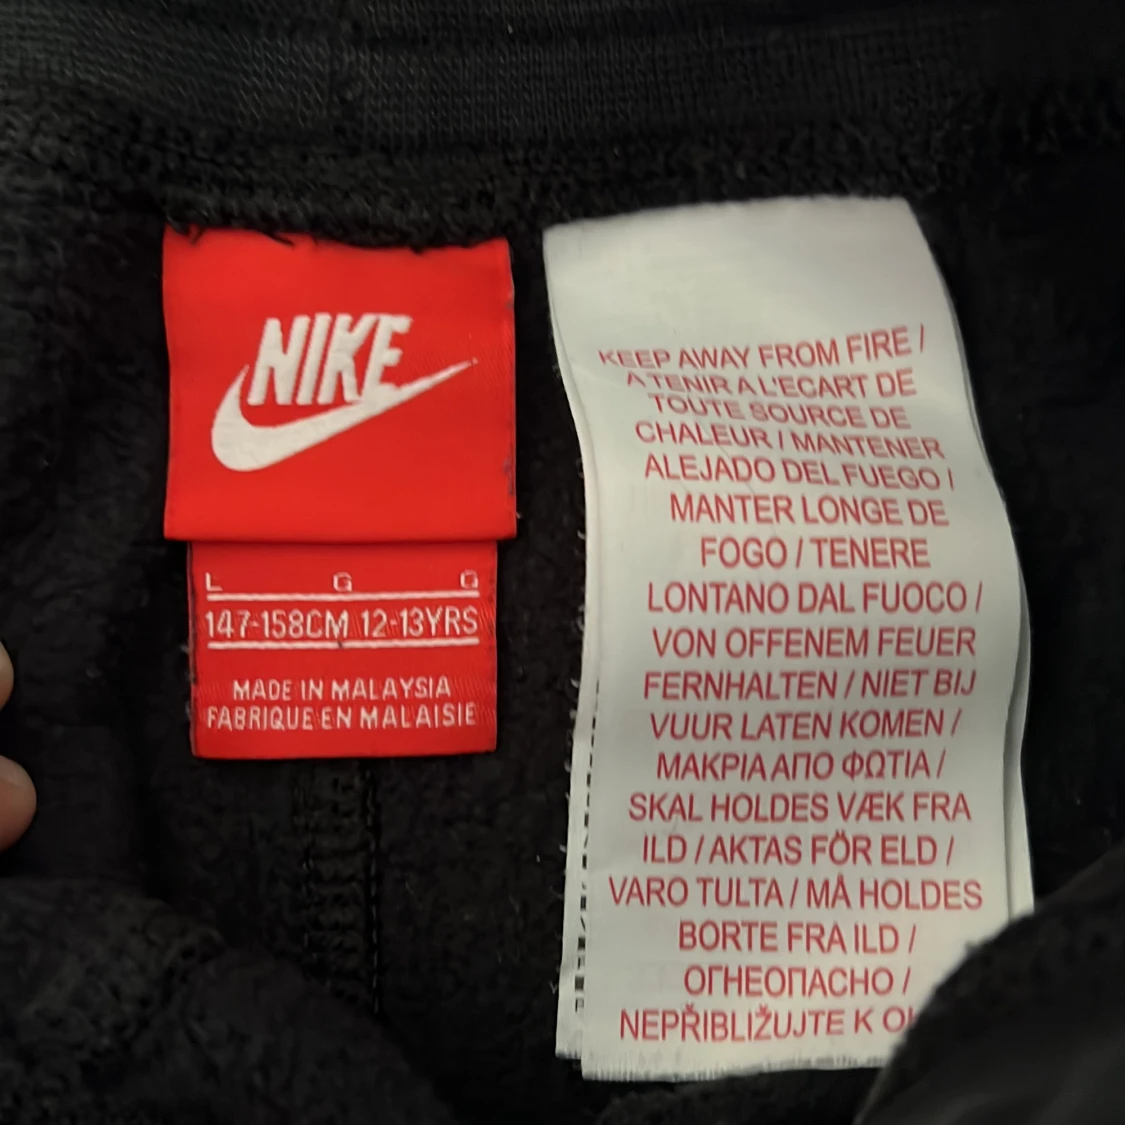 NIKE
L G G
147-158CM 12-13YRS
MADE IN MALAYSIA
FABRIQUE EN MALAISIE
KEEP AWAY FROM FIRE /
A TENIR A L'ECART DE
TOUTE SOURCE DE
CHALEUR / MANTENER
ALEJADO DEL FUEGO /
MANTER LONGE DE
FOGO / TENERE
LONTANO DAL FUOCO /
VON OFFENEM FEUER
FERNHALTEN / NIET BIJ
VUUR LATEN KOMEN /
ΜΑΚΡΙΑ ΑΠΟ ΦΩΤΙΑ /
SKAL HOLDES VÆK FRA
ILD / AKTAS FÖR ELD /
VARO TULTA / MÅ HOLDES
BORTE FRA ILD /
ОГНЕОПАСНО /
NEPŘIBLIŽUJTE K